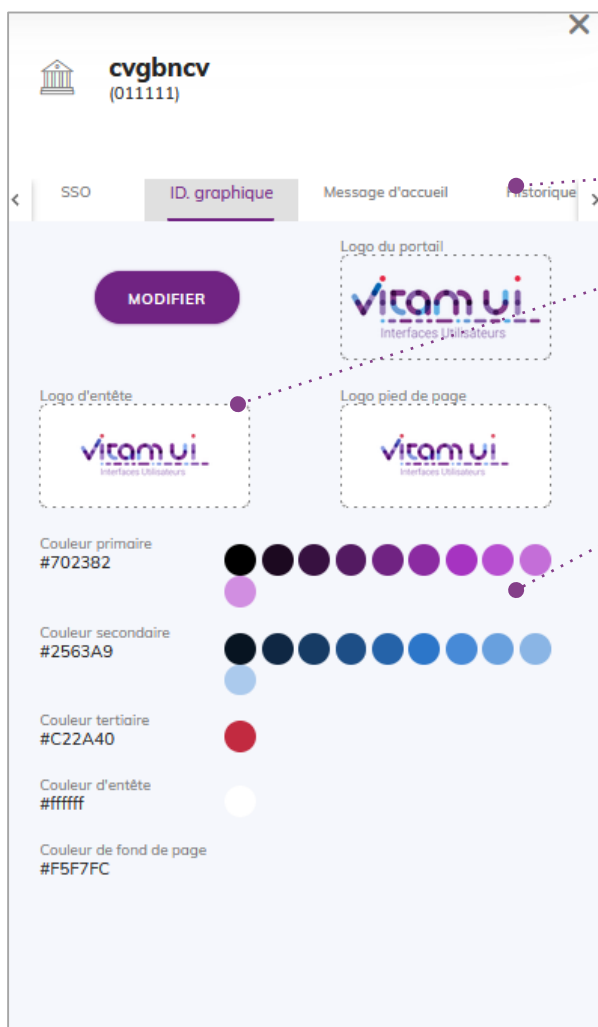 cvgbncv
(011111)
SSO
ID. graphique
Message d'accueil
Historique
MODIFIER
Logo du portail
vitam ui
Interfaces Utilisateurs
Logo d'entête
vitam ui
Interfaces Utilisateurs
Logo pied de page
vitam ui
Interfaces Utilisateurs
Couleur primaire
#702382
Couleur secondaire
#2563A9
Couleur tertiaire
#C22A40
Couleur d'entête
#ffffff
Couleur de fond de page
#F5F7FC